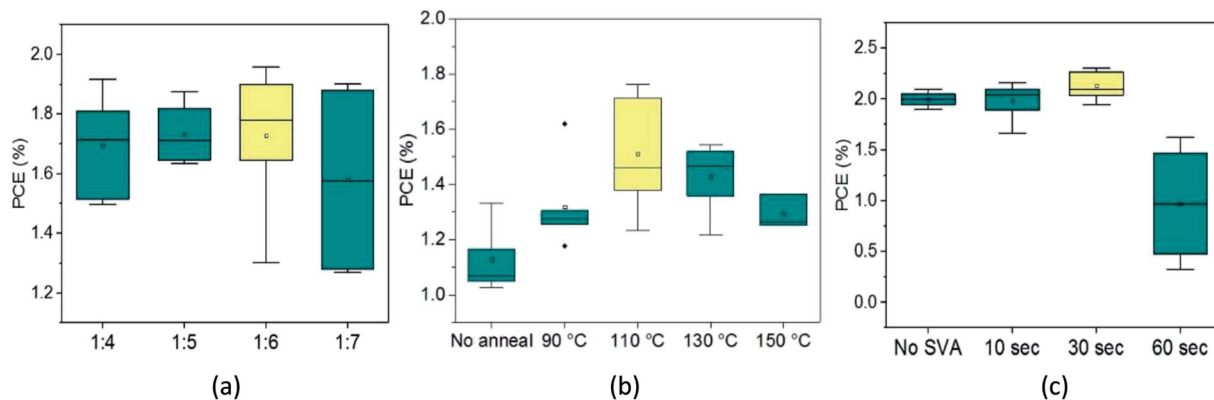 PCE (%)
2.0
1.8
1.6
1.4
1.2
1:4 1:5 1:6 1:7
(a)
PCE (%)
2.0
1.8
1.6
1.4
1.2
1.0
No anneal 90 °C 110 °C 130 °C 150 °C
(b)
PCE (%)
2.5
2.0
1.5
1.0
0.5
0.0
No SVA 10 sec 30 sec 60 sec
(c)